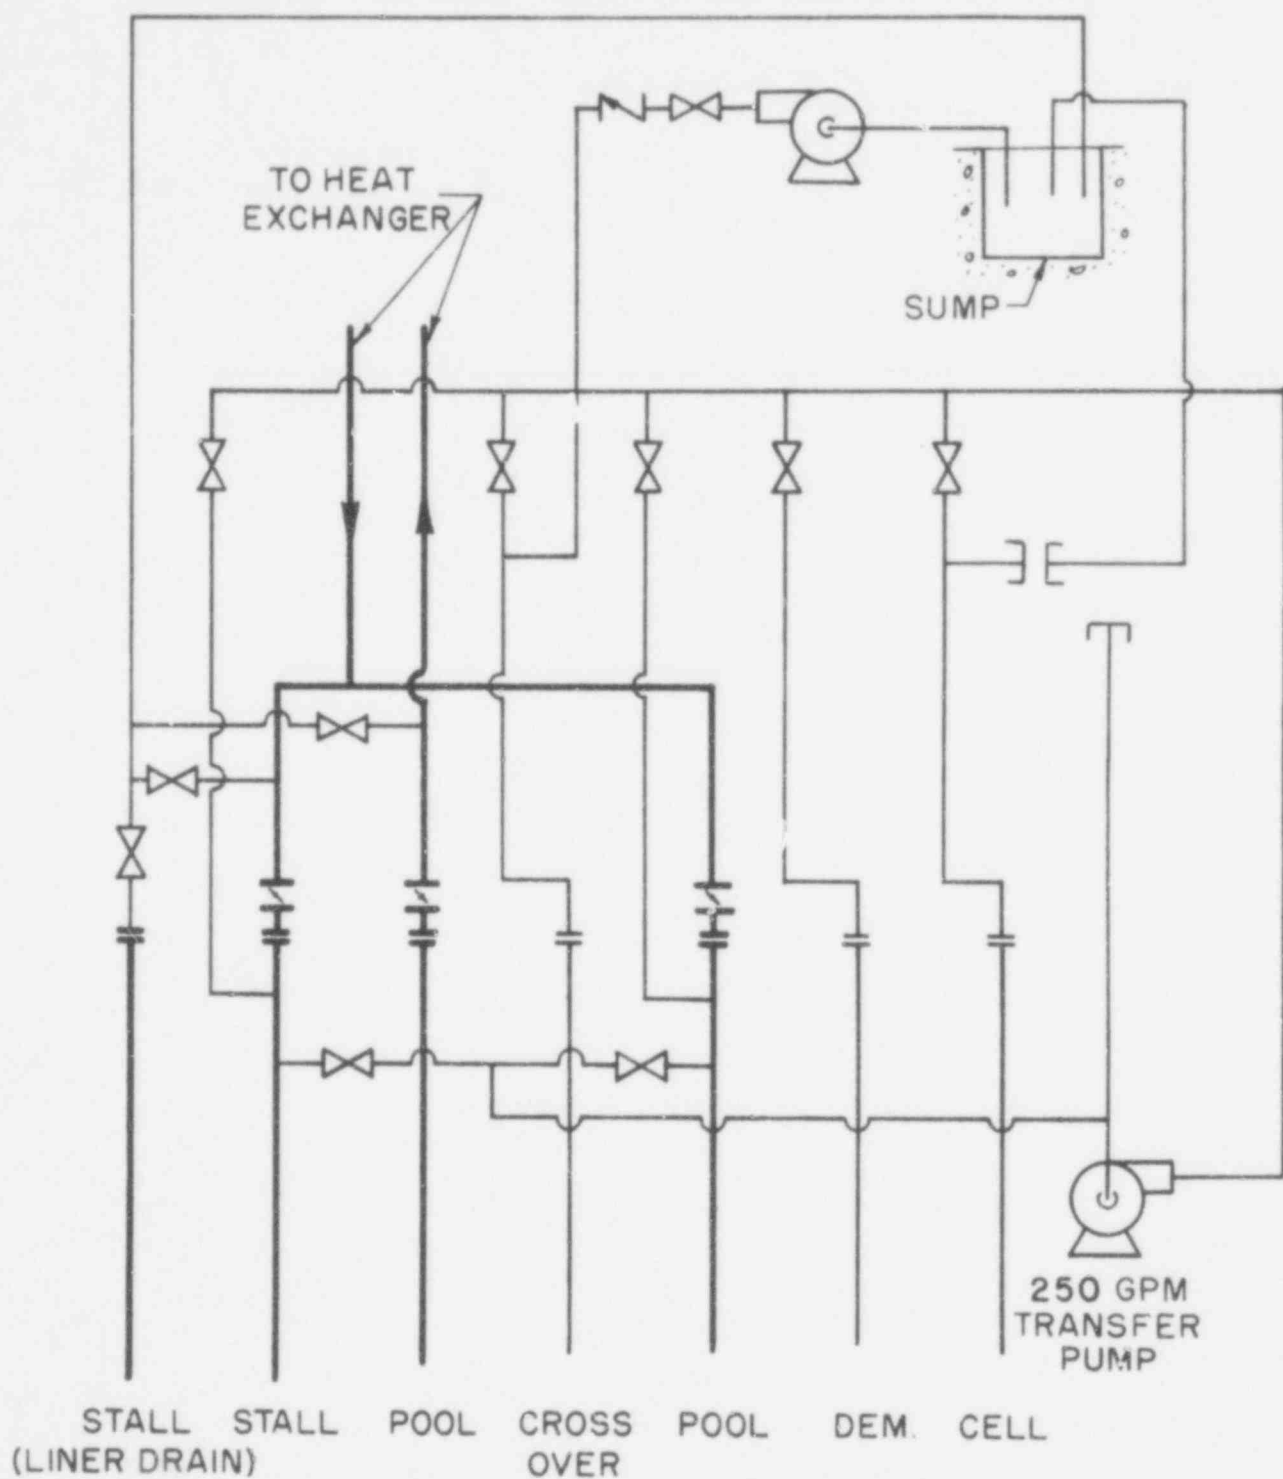 TO HEAT
EXCHANGER
SUMP
250 GPM
TRANSFER
PUMP
STALL
(LINER DRAIN)
STALL
POOL
CROSS
OVER
POOL
DEM.
CELL